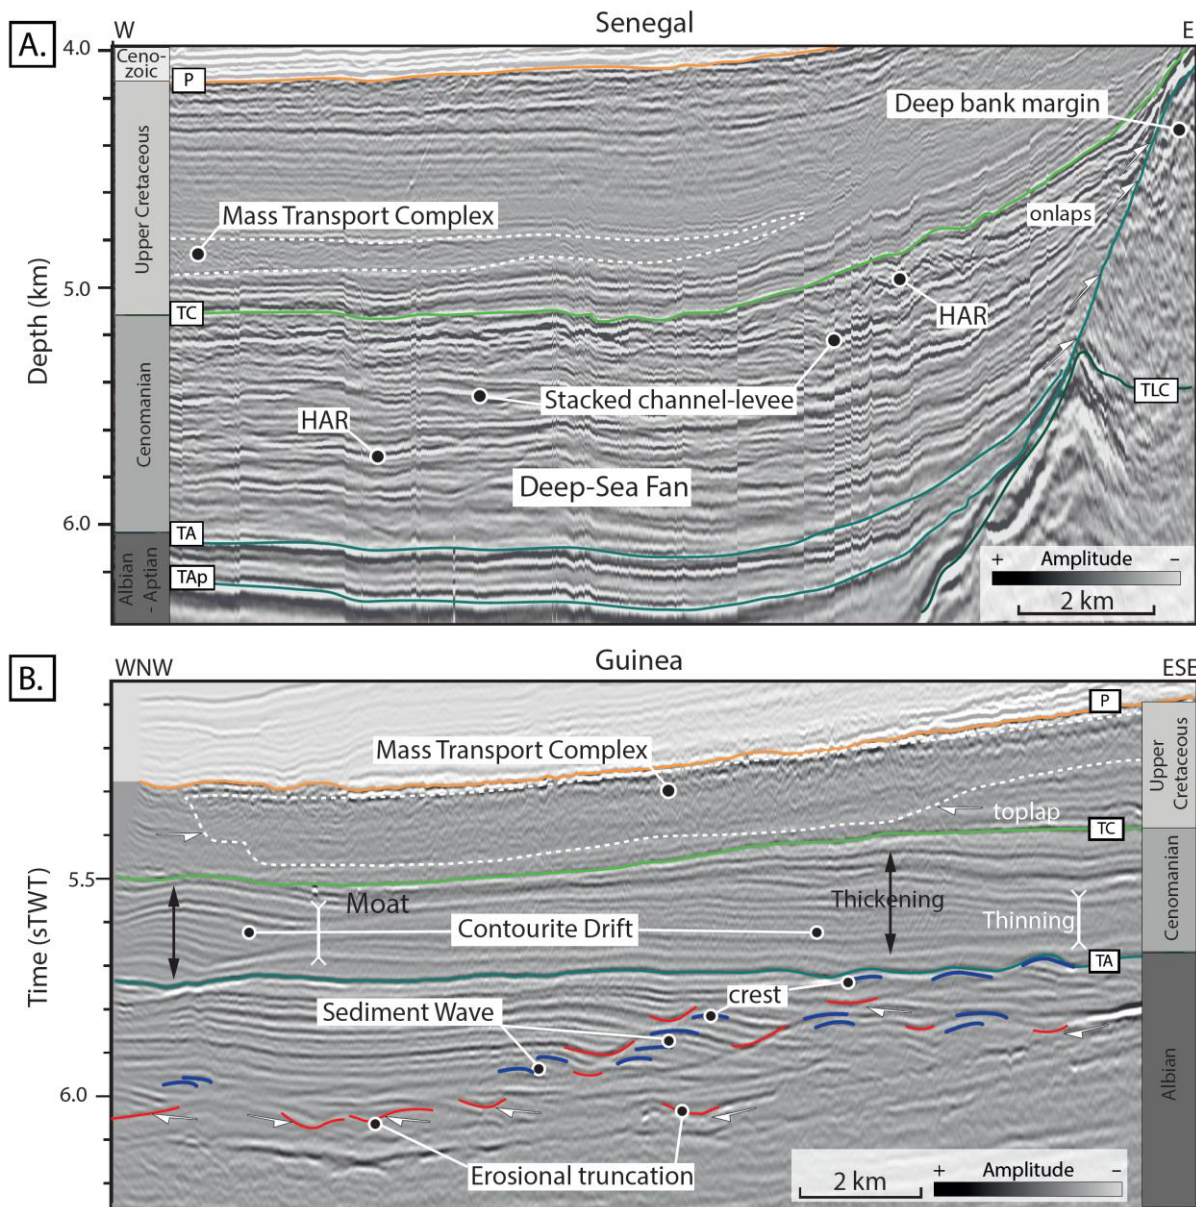 A.
Senegal
W
E
4.0
5.0
6.0
Depth (km)
Ceno-
zoic
Upper Cretaceous
Cenomanian
Albian
- Aptian
P
TC
TA
TAp
TLC
Deep bank margin
Mass Transport Complex
onlaps
HAR
Stacked channel-levee
HAR
Deep-Sea Fan
+ Amplitude –
2 km
B.
Guinea
WNW
ESE
5.5
6.0
Time (sTWT)
P
Mass Transport Complex
Upper
Cretaceous
toplap
TC
Moat
Thickening
Contourite Drift
Thinning
Cenomanian
TA
crest
Sediment Wave
Albian
Erosional truncation
2 km
+ Amplitude –